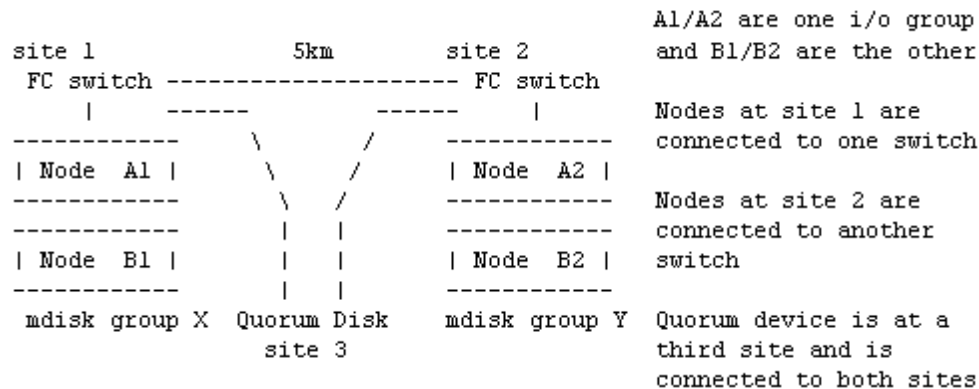 A1/A2 are one i/o group
site 1 5km site 2 and B1/B2 are the other
FC switch ---------------------- FC switch
| ------ ------ | Nodes at site 1 are
------------ \ / ------------ connected to one switch
| Node A1 | \ / | Node A2 |
------------ \ / ------------ Nodes at site 2 are
------------ | | ------------ connected to another
| Node B1 | | | | Node B2 | switch
------------ | | ------------
mdisk group X Quorum Disk mdisk group Y Quorum device is at a
site 3 third site and is
connected to both sites